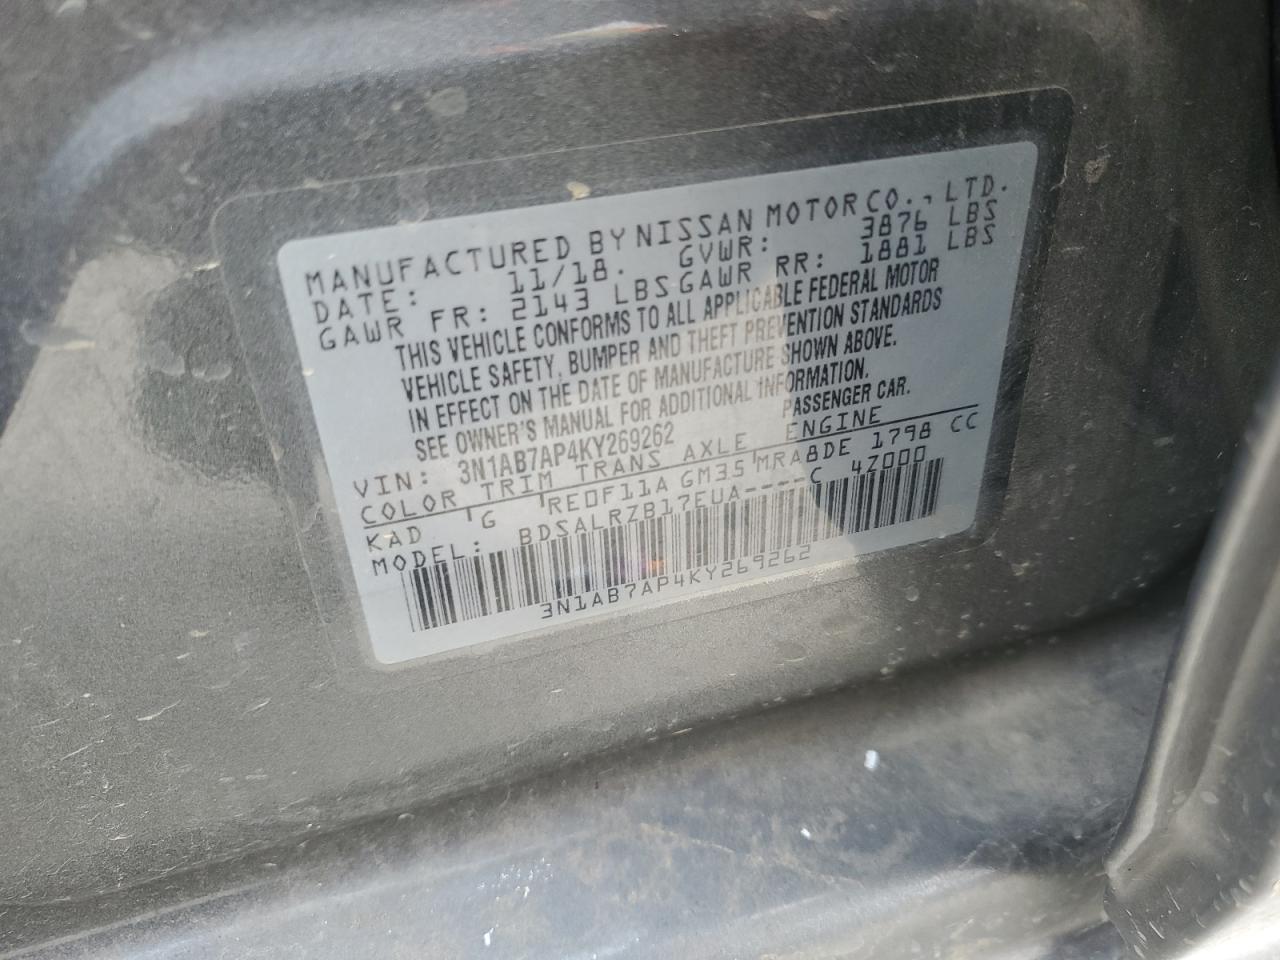 MANUFACTURED BY NISSAN MOTOR CO., LTD.
DATE: 11/18. GVWR: 3876 LBS
GAWR FR: 2143 LBS GAWR RR: 1881 LBS
THIS VEHICLE CONFORMS TO ALL APPLICABLE FEDERAL MOTOR
VEHICLE SAFETY, BUMPER AND THEFT PREVENTION STANDARDS
IN EFFECT ON THE DATE OF MANUFACTURE SHOWN ABOVE.
SEE OWNER'S MANUAL FOR ADDITIONAL INFORMATION.
VIN: 3N1AB7AP4KY269262 PASSENGER CAR.
COLOR TRIM TRANS AXLE ENGINE
KAD G RE0F11A GM35 MRA8DE 1798 CC
MODEL: BDSALRZB17EUA----C 4Z000
3N1AB7AP4KY269262